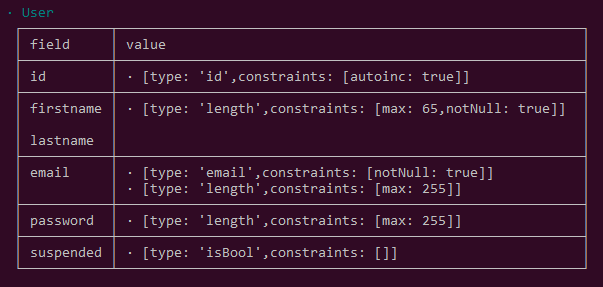 · User
field value
id · [type: 'id',constraints: [autoinc: true]]
firstname · [type: 'length',constraints: [max: 65,notNull: true]]
lastname
email · [type: 'email',constraints: [notNull: true]]
· [type: 'length',constraints: [max: 255]]
password · [type: 'length',constraints: [max: 255]]
suspended · [type: 'isBool',constraints: []]